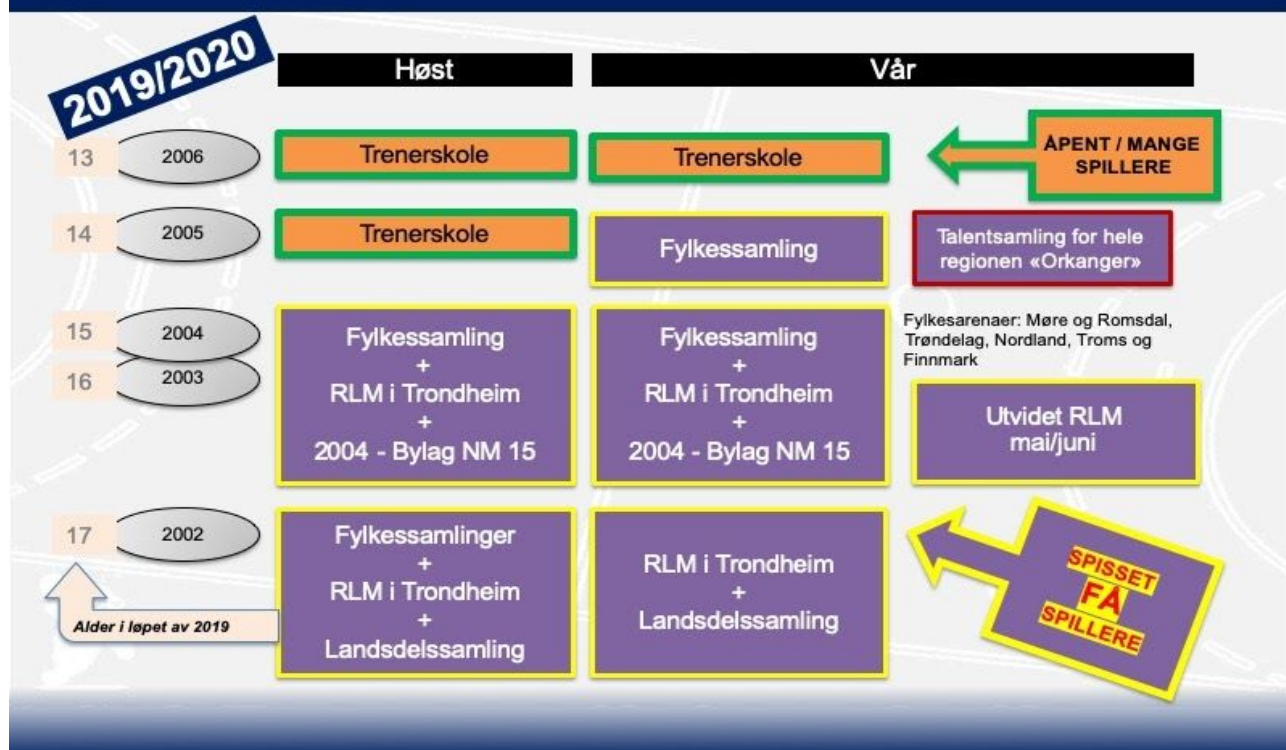 2019/2020
Høst
Vår
13
2006
Trenerskole
Trenerskole
ÅPENT / MANGE
SPILLERE
14
2005
Trenerskole
Fylkessamling
Talentsamling for hele
regionen «Orkanger»
15
2004
16
2003
Fylkessamling
+
RLM i Trondheim
+
2004 - Bylag NM 15
Fylkessamling
+
RLM i Trondheim
+
2004 - Bylag NM 15
Fylkesarenaer: Møre og Romsdal,
Trøndelag, Nordland, Troms og
Finnmark
Utvidet RLM
mai/juni
17
2002
Fylkessamlinger
+
RLM i Trondheim
+
Landsdelssamling
RLM i Trondheim
+
Landsdelssamling
SPISSET
FÅ
SPILLERE
Alder i løpet av 2019